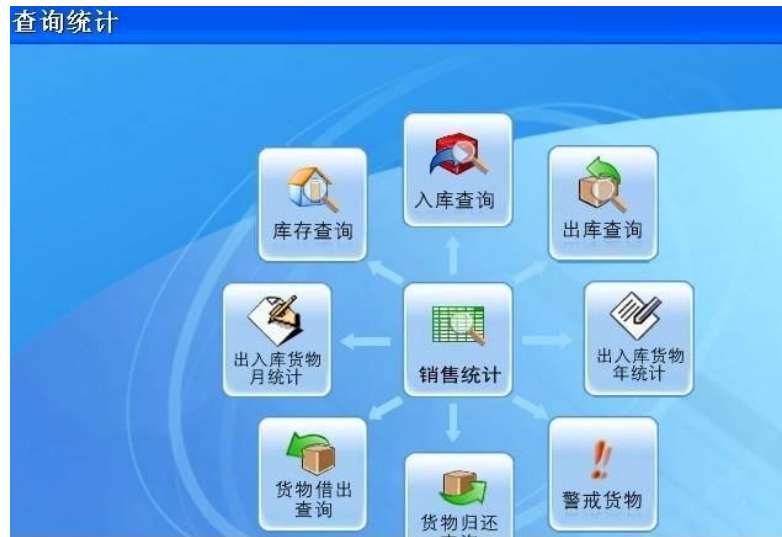 查询统计
入库查询
库存查询
出库查询
出入库货物
月统计
销售统计
出入库货物
年统计
货物借出
查询
货物归还
警戒货物